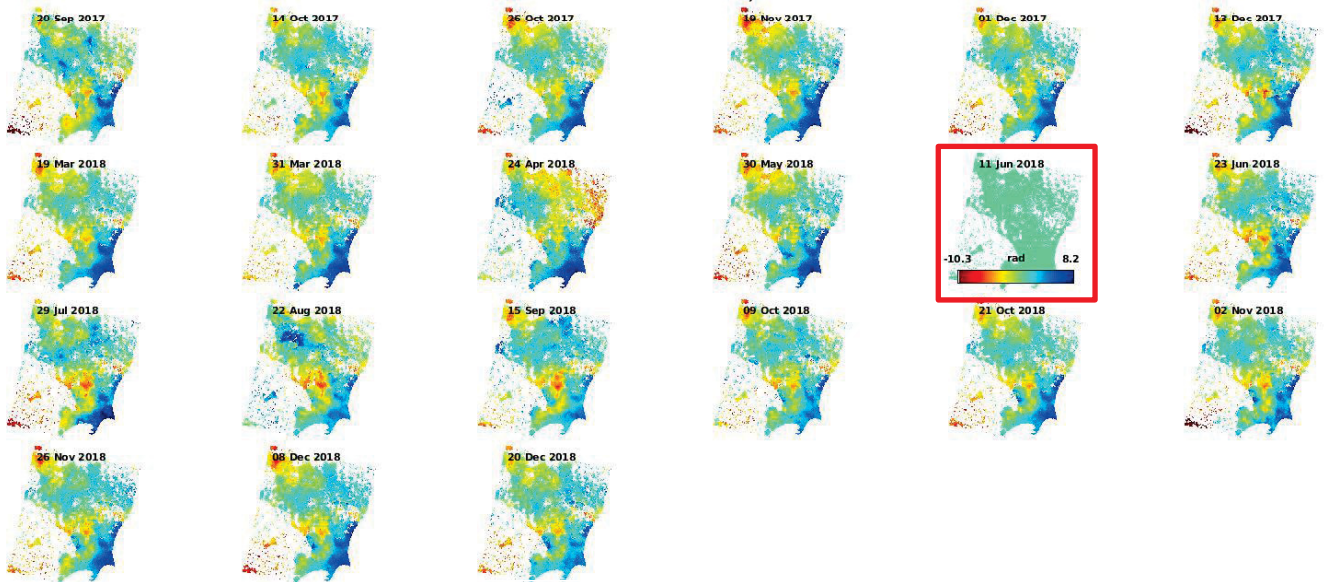 20 Sep 2017
14 Oct 2017
26 Oct 2017
19 Nov 2017
01 Dec 2017
13 Dec 2017
19 Mar 2018
31 Mar 2018
24 Apr 2018
30 May 2018
11 Jun 2018
23 Jun 2018
-10.3 rad 8.2
29 Jul 2018
22 Aug 2018
15 Sep 2018
09 Oct 2018
21 Oct 2018
02 Nov 2018
26 Nov 2018
08 Dec 2018
20 Dec 2018